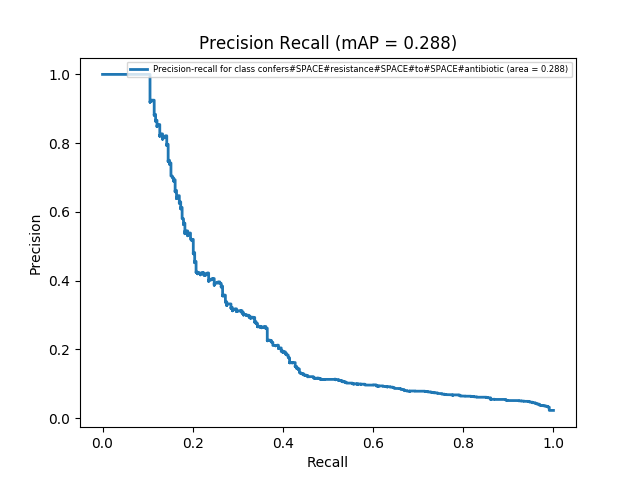 Precision Recall (mAP = 0.288)
Precision-recall for class confers#SPACE#resistance#SPACE#to#SPACE#antibiotic (area = 0.288)
1.0
0.8
0.6
0.4
0.2
0.0
Precision
0.0 0.2 0.4 0.6 0.8 1.0
Recall